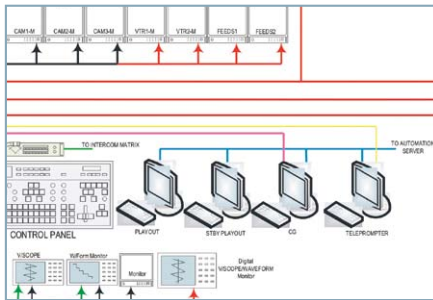 CAM1-M CAM2-M CAM3-M VTR1-M VTR2-M FEEDS1 FEEDS2
TO INTERCOM MATRIX
TO AUTOMATION
SERVER
PLAYOUT STBY PLAYOUT CG TELEPROMPTER
CONTROL PANEL
V/SCOPE W/Form Monitor Monitor
Digital
V/SCOPE/WAVEFORM
Monitor